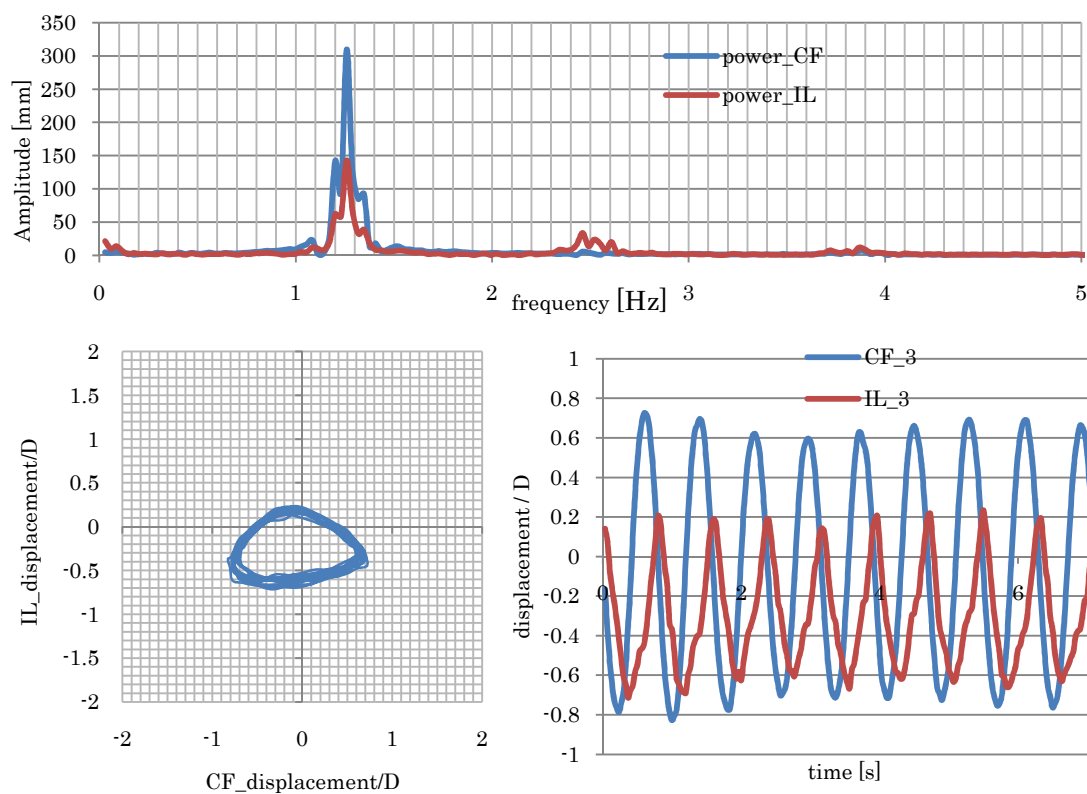 350
300
250
200
150
100
50
0
Amplitude [mm]
power_CF
power_IL
0 1 2 3 4 5
frequency [Hz]
2
1.5
1
0.5
0
-0.5
-1
-1.5
-2
IL_displacement/D
-2 -1 0 1 2
CF_displacement/D
1
0.8
0.6
0.4
0.2
0
-0.2
-0.4
-0.6
-0.8
-1
displacement / D
CF_3
IL_3
0 2 4 6
time [s]